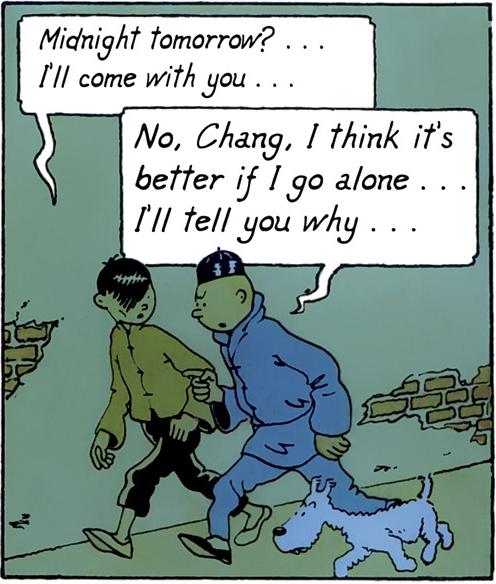 Midnight tomorrow? . . .
I'll come with you . . .
No, Chang, I think it's
better if I go alone . . .
I'll tell you why . . .